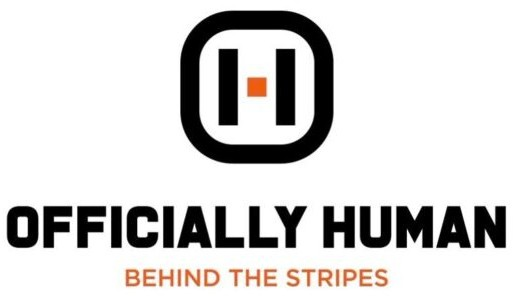 H
OFFICIALLY HUMAN
BEHIND THE STRIPES